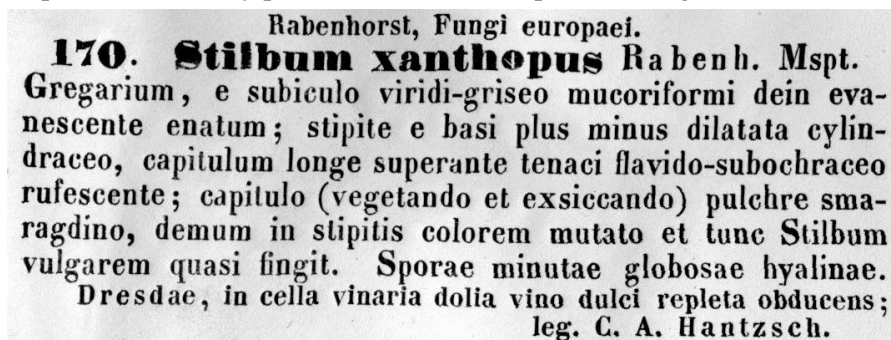 Rabenhorst, Fungi europaei.
170. Stilbum xanthopus Rabenh. Mspt.
Gregarium, e subiculo viridi-griseo mucoriformi dein eva-
nescente enatum; stipite e basi plus minus dilatata cylin-
draceo, capitulum longe superante tenaci flavido-subochraceo
rufescente; capitulo (vegetando et exsiccando) pulchre sma-
ragdino, demum in stipitis colorem mutato et tunc Stilbum
vulgarem quasi fingit. Sporae minutae globosae hyalinae.
Dresdae, in cella vinaria dolia vino dulci repleta obducens;
leg. C. A. Hantzsch.